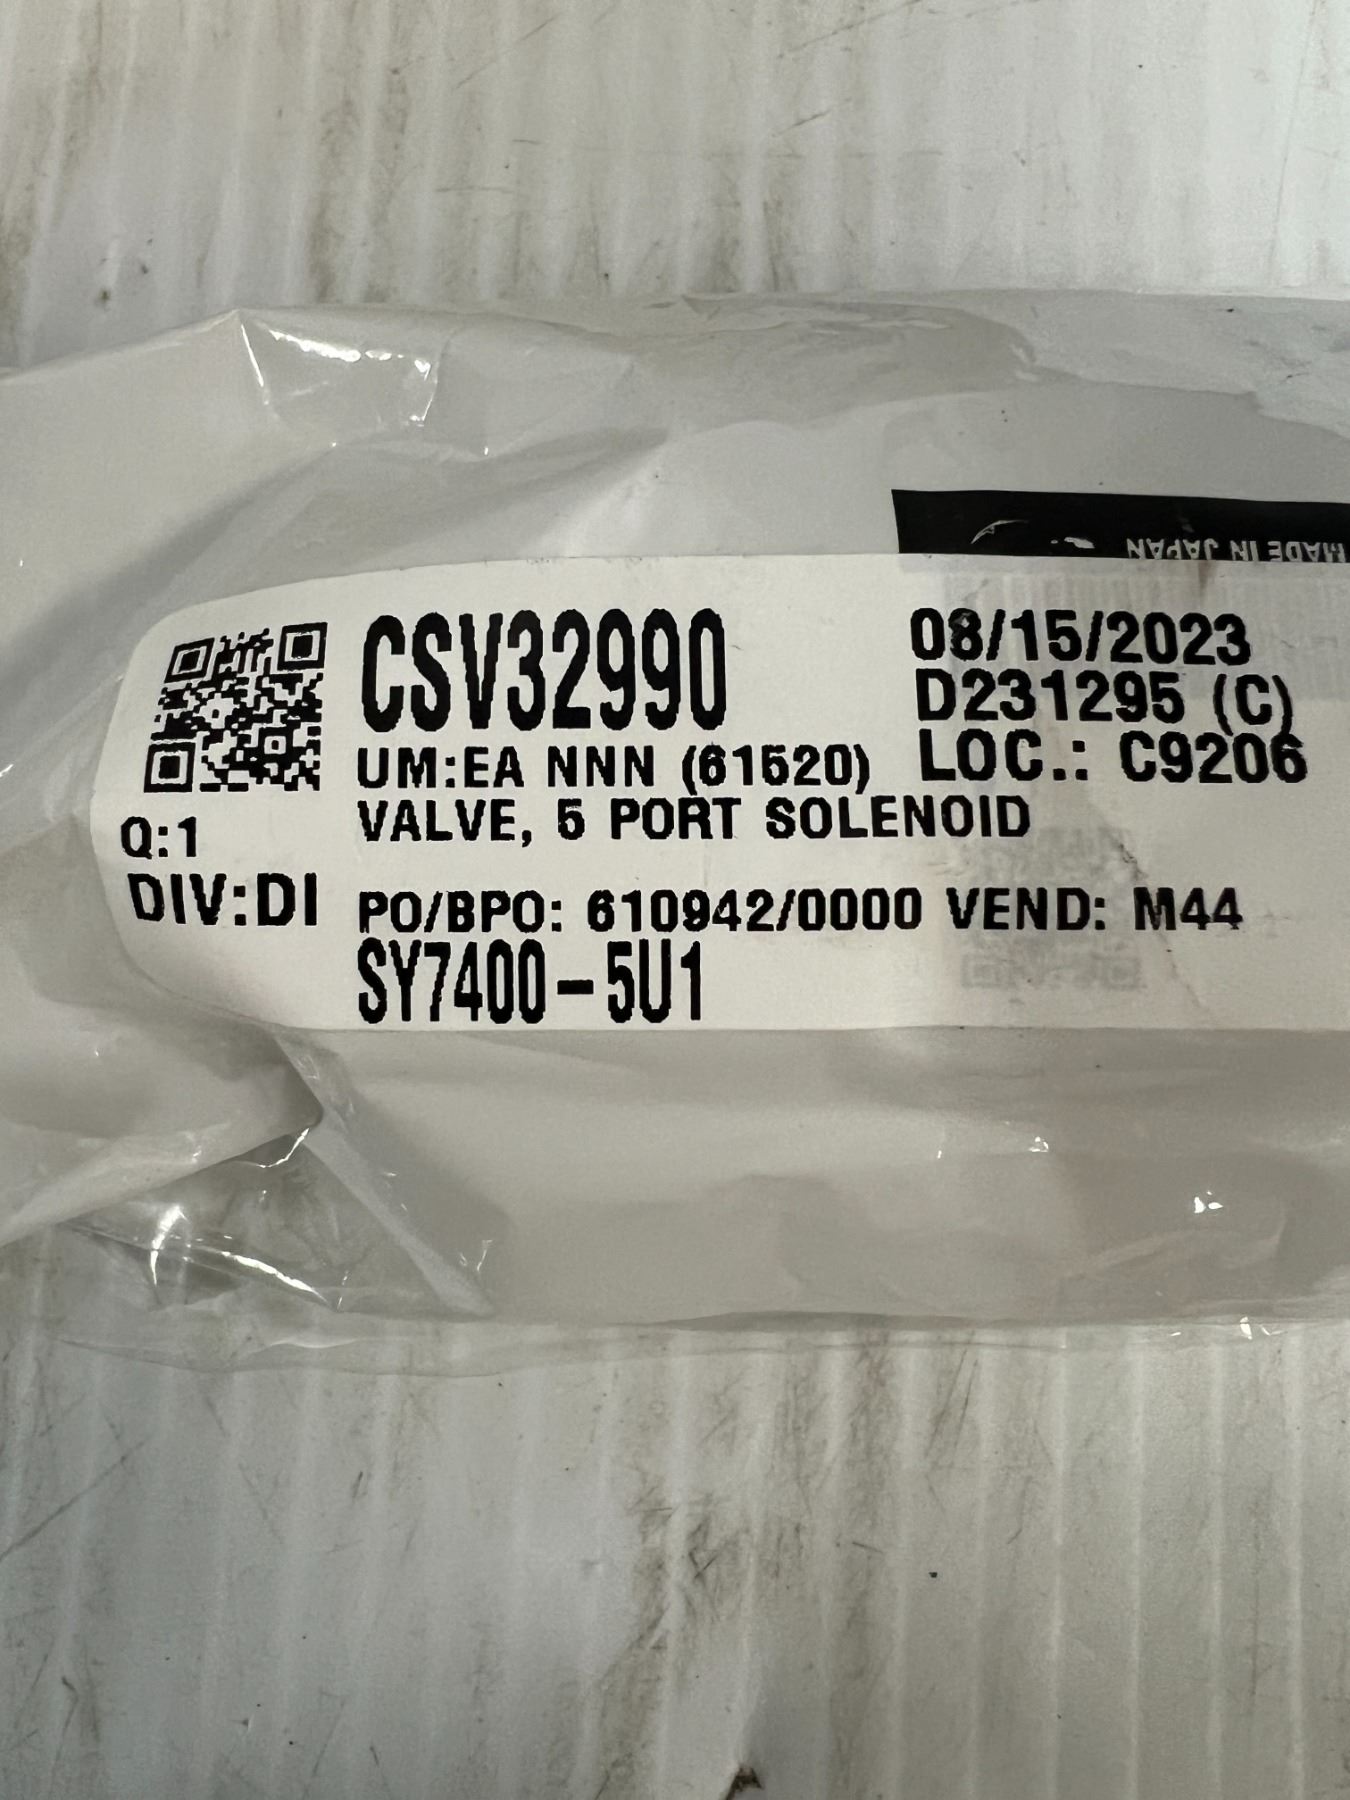 MADE IN JAPAN
CSV32990
08/15/2023
D231295 (C)
UM:EA NNN (61520)
LOC.: C9206
VALVE, 5 PORT SOLENOID
Q:1
DIV:DI
PO/BPO: 610942/0000 VEND: M44
SY7400-5U1